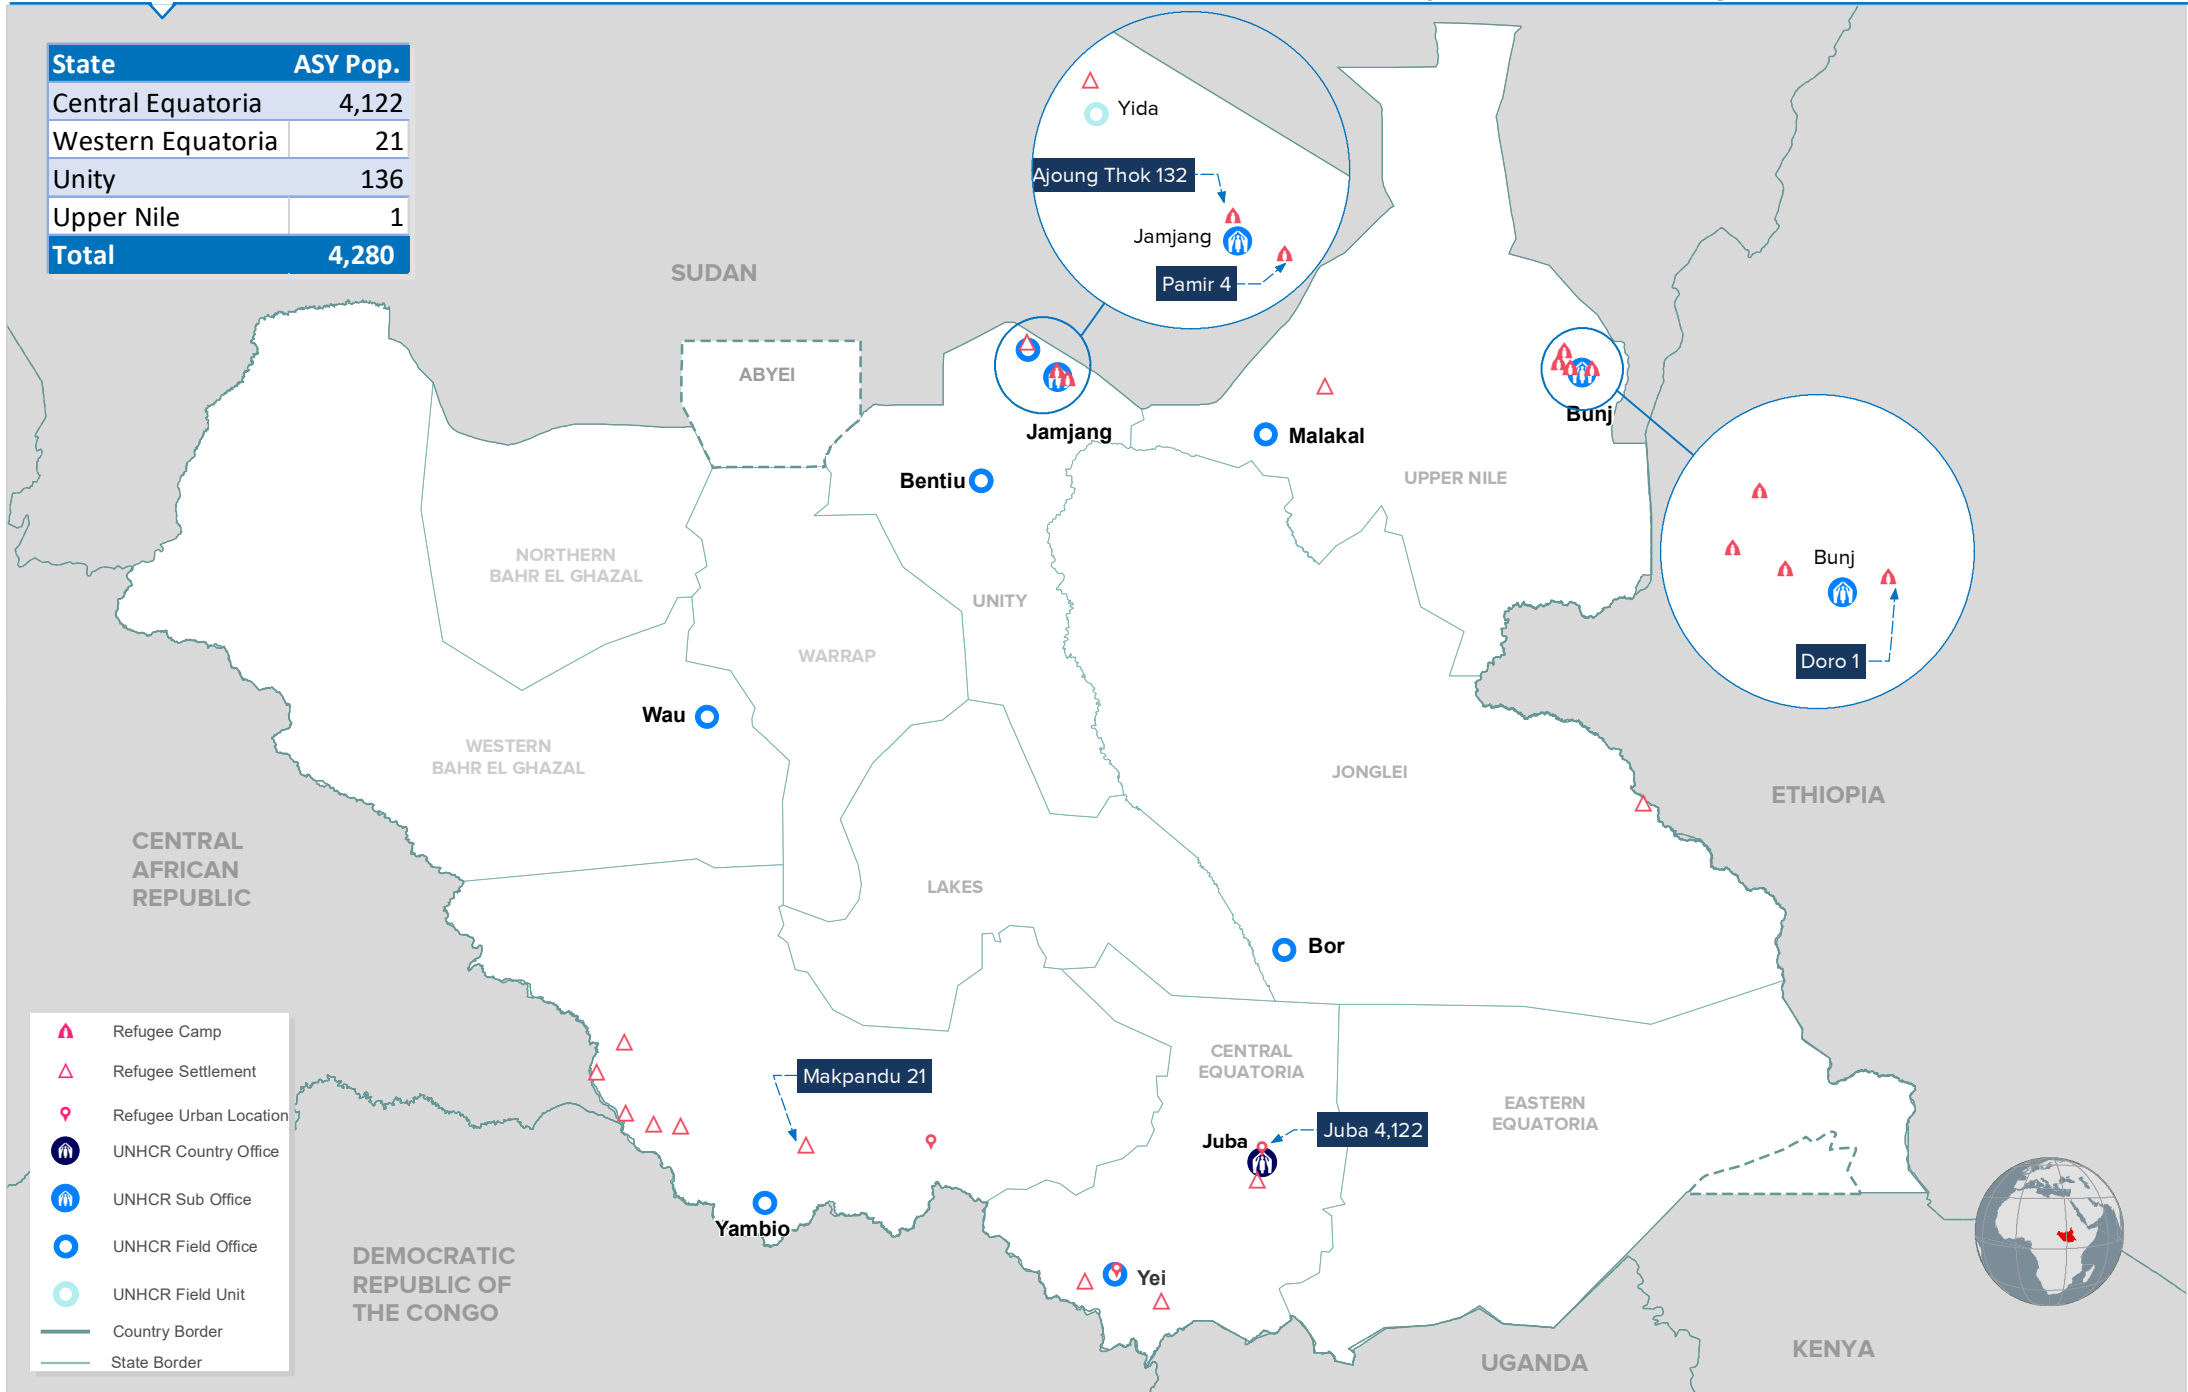 State ASY Pop.
Central Equatoria 4,122
Western Equatoria 21
Unity 136
Upper Nile 1
Total 4,280
Yida
Ajoung Thok 132
Jamjang
Pamir 4
SUDAN
ABYEI
Jamjang
Bentiu
Malakal
Bunj
UPPER NILE
Bunj
Doro 1
NORTHERN
BAHR EL GHAZAL
UNITY
WARRAP
Wau
WESTERN
BAHR EL GHAZAL
JONGLEI
ETHIOPIA
CENTRAL
AFRICAN
REPUBLIC
LAKES
Bor
Makpandu 21
CENTRAL
EQUATORIA
EASTERN
EQUATORIA
Juba
Juba 4,122
Yambio
Yei
DEMOCRATIC
REPUBLIC OF
THE CONGO
UGANDA
KENYA
Refugee Camp
Refugee Settlement
Refugee Urban Location
UNHCR Country Office
UNHCR Sub Office
UNHCR Field Office
UNHCR Field Unit
Country Border
State Border